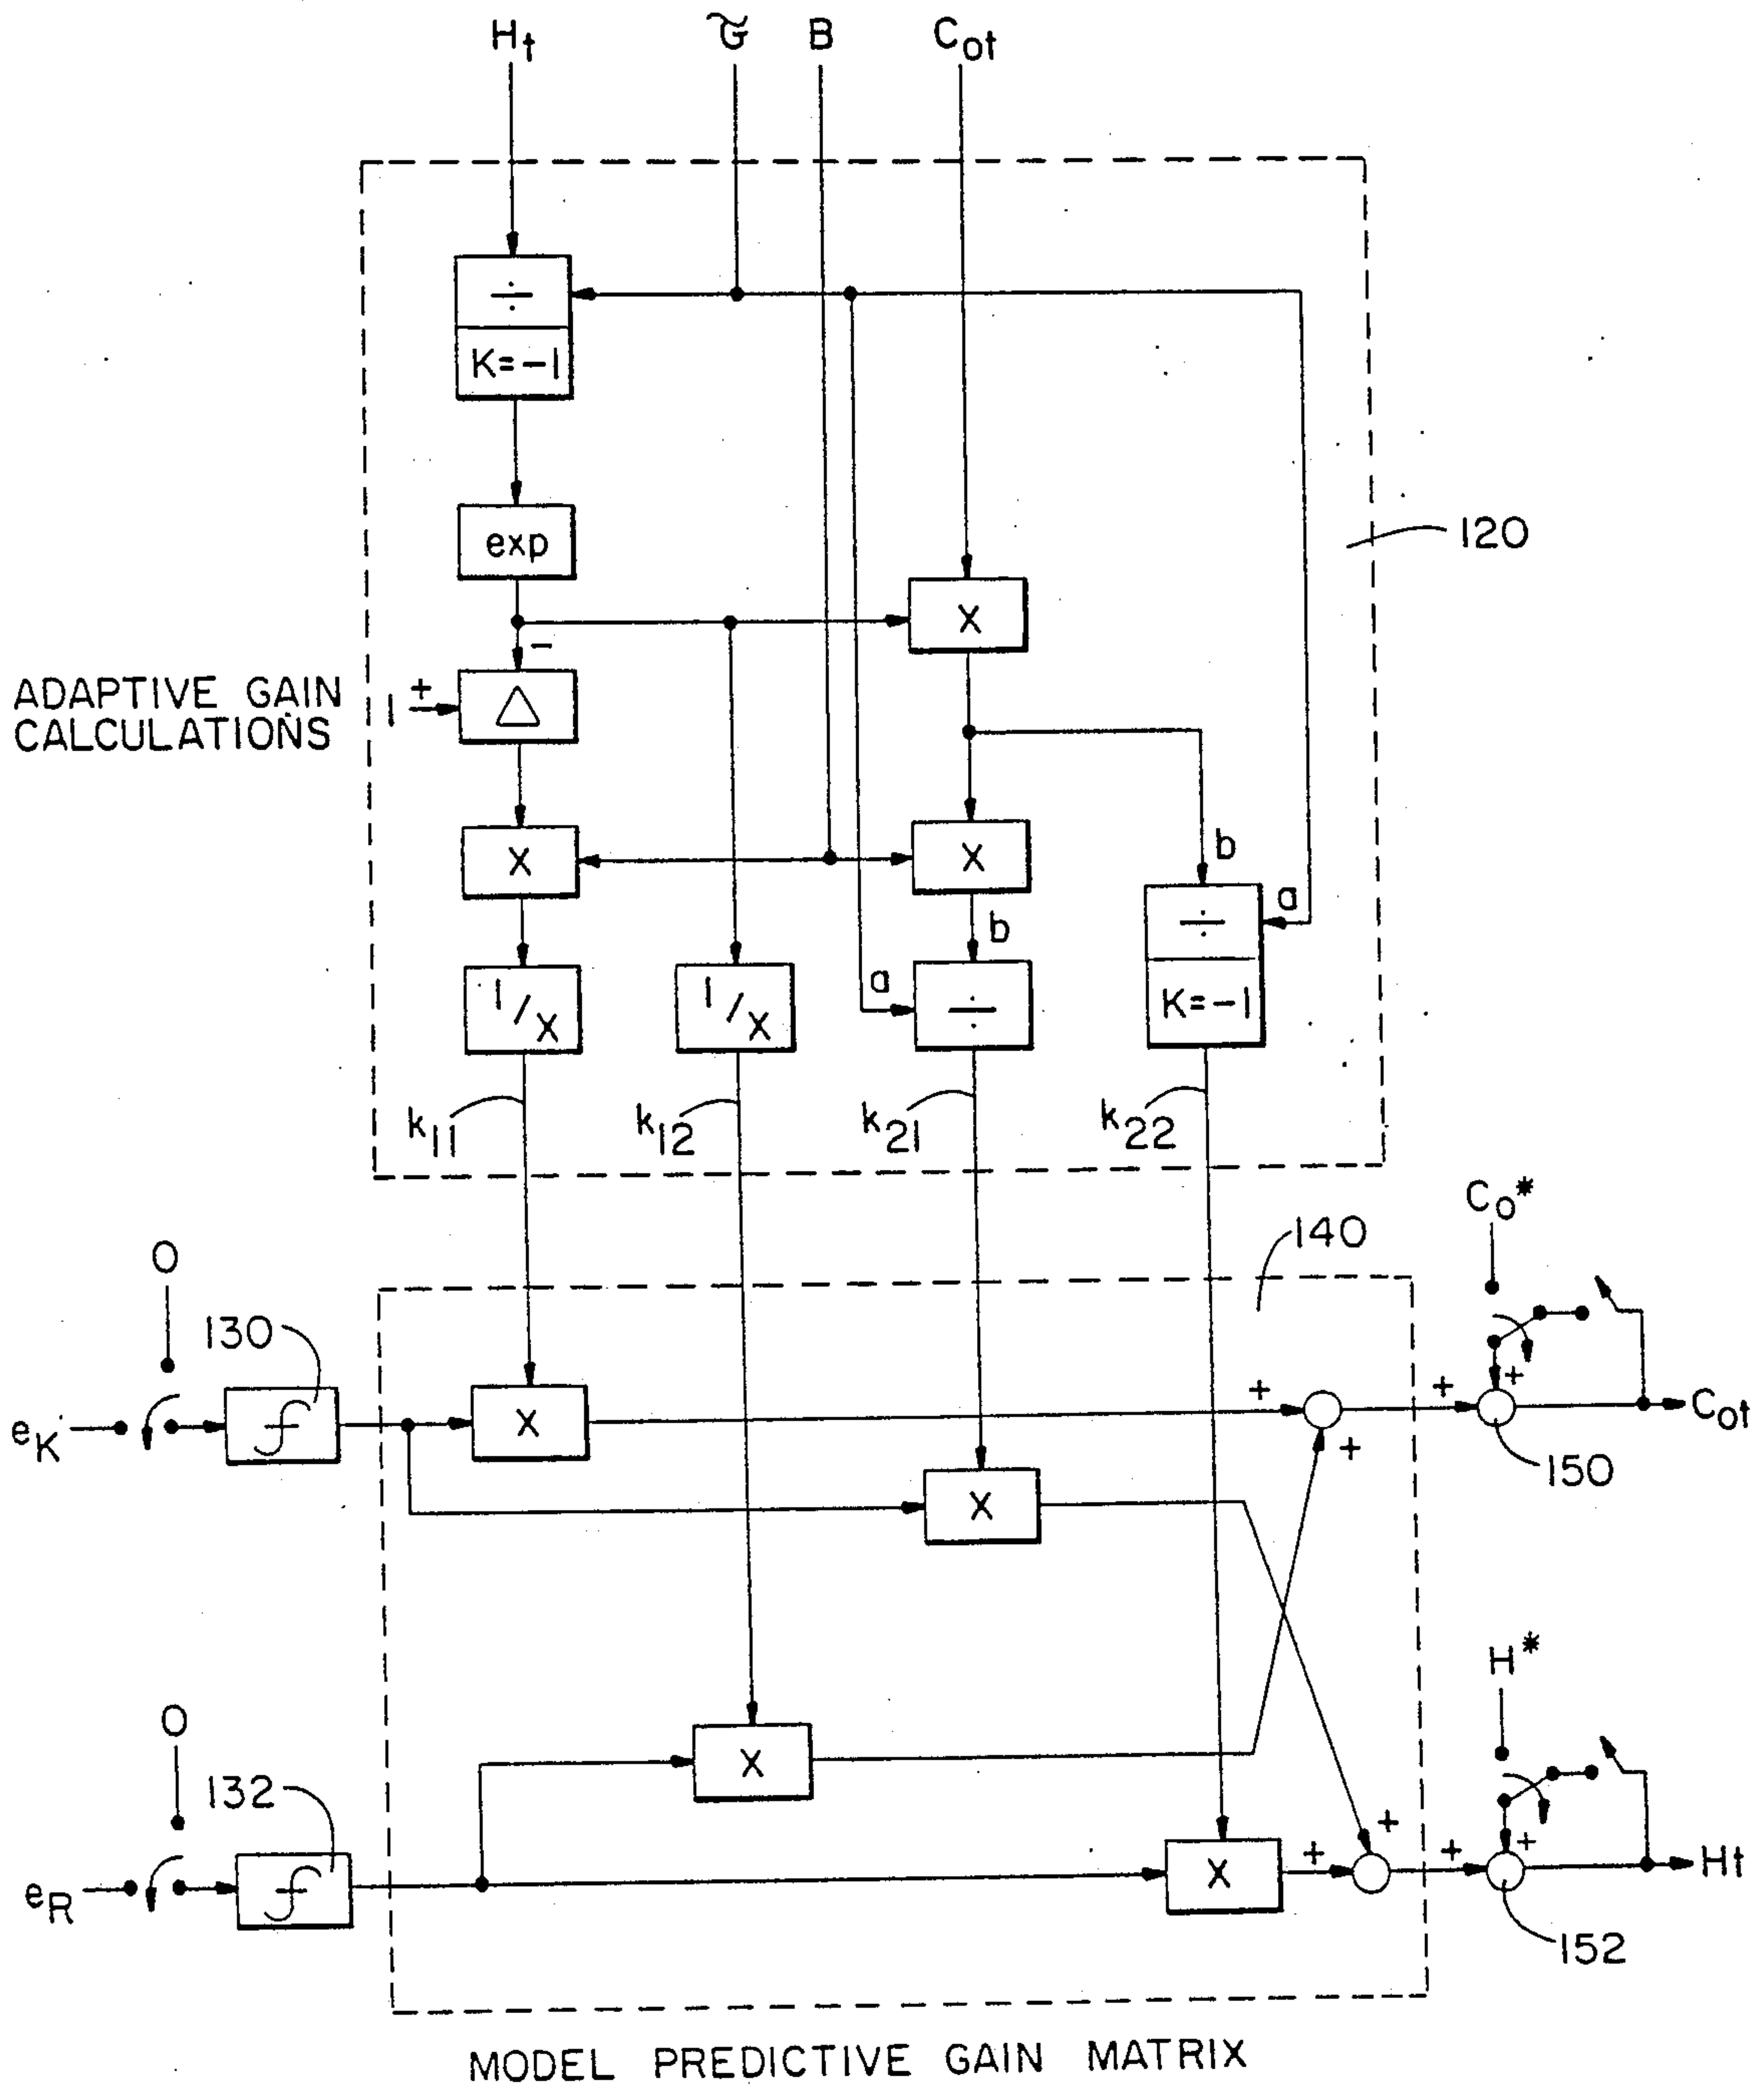 Ht G̃ B Cot
÷
K=-1
exp
120
X
-
ADAPTIVE GAIN
CALCULATIONS
1 +
△
b
X X
a
÷
b
a
1/X 1/X ÷ K=-1
k11 k12 k21 k22
Co*
140
0
130
+ + +
eK ∫ X Cot
+
150
X
H*
0
132
X
+
+ + +
eR ∫ X Ht
152
MODEL PREDICTIVE GAIN MATRIX